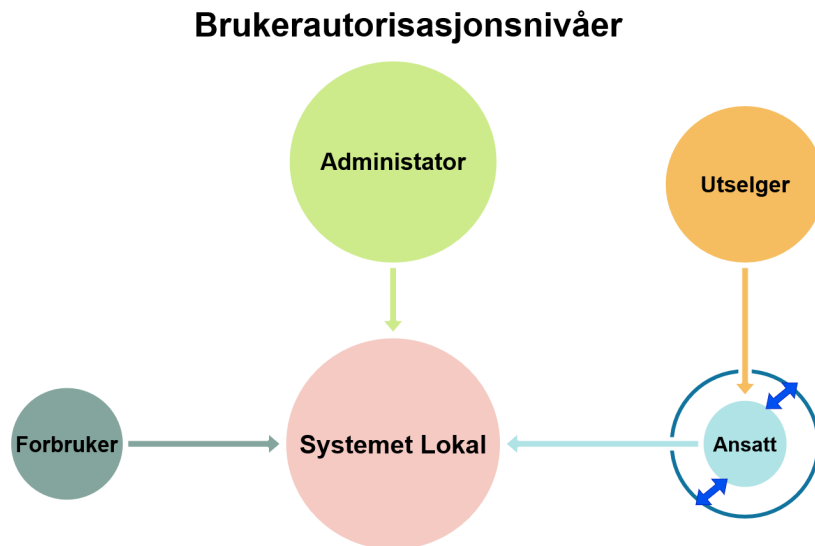 Brukerautorisasjonsnivåer
Administator
Utselger
Forbruker
Systemet Lokal
Ansatt